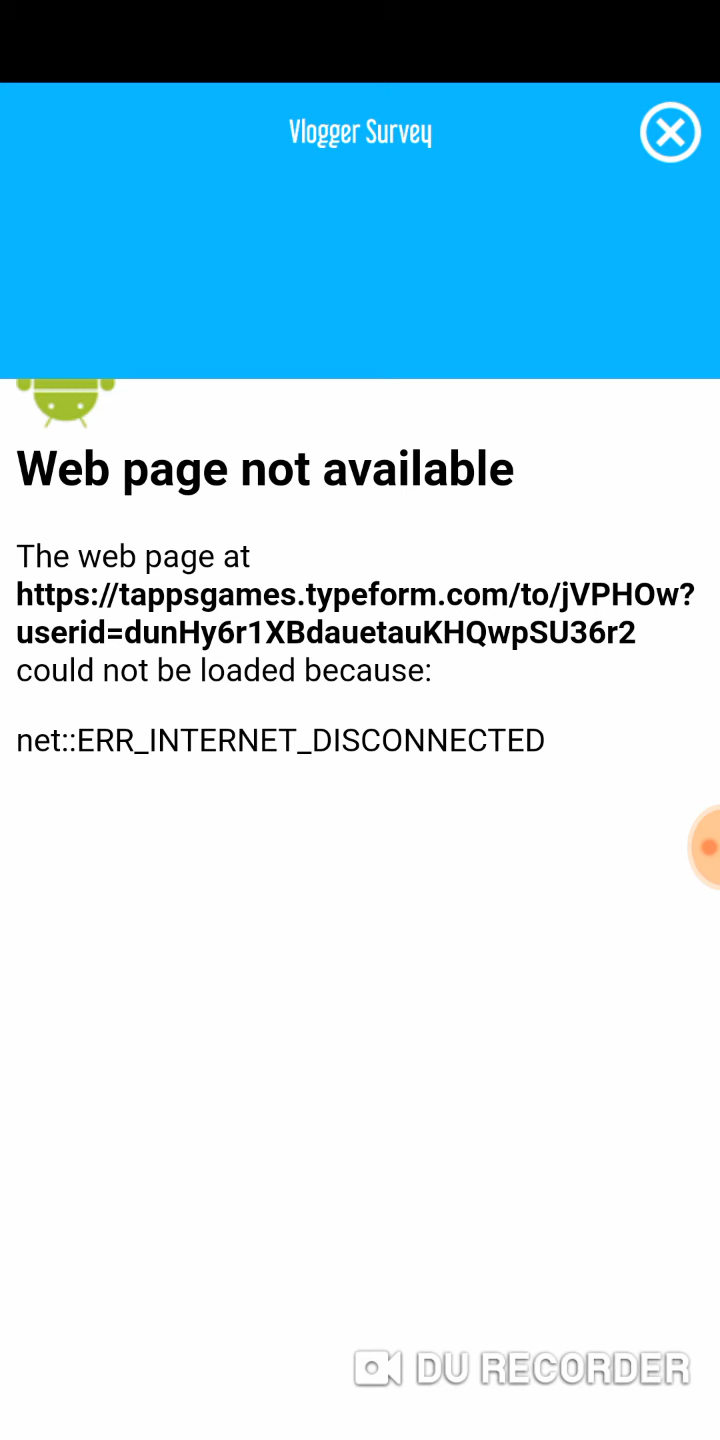 Vlogger Survey
Web page not available
The web page at
https://tappsgames.typeform.com/to/jVPHOw?
userid=dunHy6r1XBdauetauKHQwpSU36r2
could not be loaded because:
net::ERR_INTERNET_DISCONNECTED
DU RECORDER